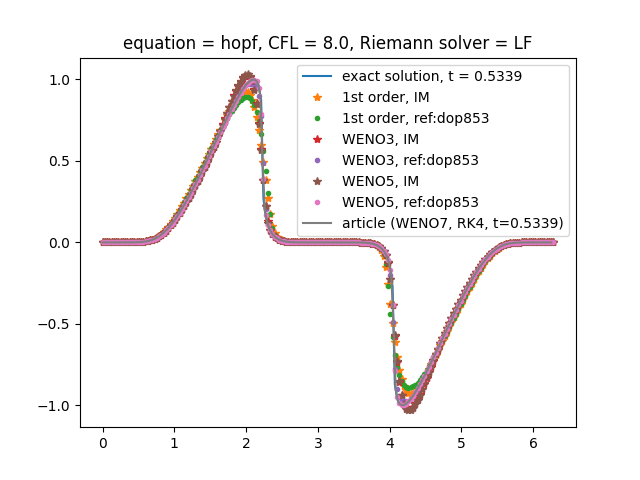 equation = hopf, CFL = 8.0, Riemann solver = LF
exact solution, t = 0.5339
1st order, IM
1st order, ref:dop853
WENO3, IM
WENO3, ref:dop853
WENO5, IM
WENO5, ref:dop853
article (WENO7, RK4, t=0.5339)
1.0
0.5
0.0
−0.5
−1.0
0 1 2 3 4 5 6